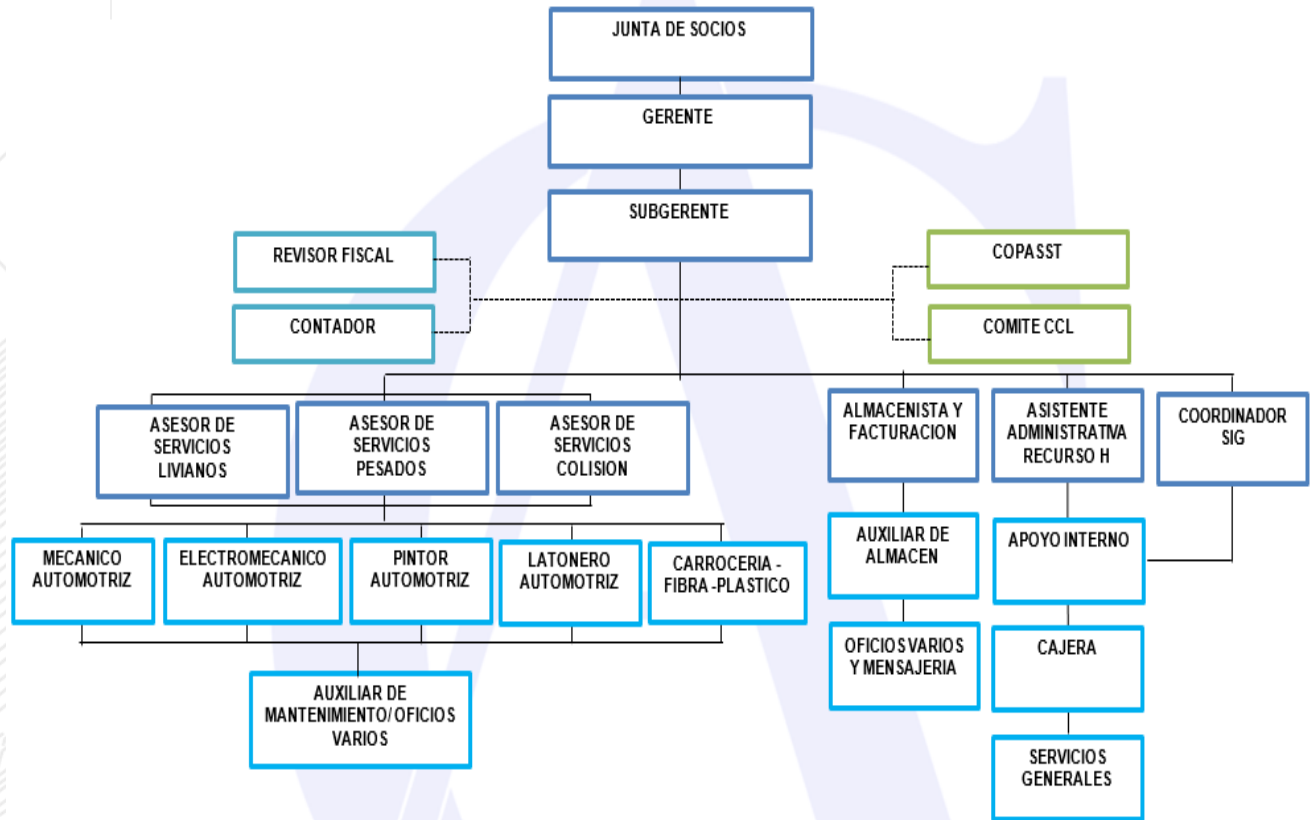 JUNTA DE SOCIOS
GERENTE
SUBGERENTE
REVISOR FISCAL
COPASST
CONTADOR
COMITE CCL
ASESOR DE
SERVICIOS
LIVIANOS
ASESOR DE
SERVICIOS
PESADOS
ASESOR DE
SERVICIOS
COLISION
ALMACENISTA Y
FACTURACION
ASISTENTE
ADMINISTRATIVA
RECURSO H
COORDINADOR
SIG
MECANICO
AUTOMOTRIZ
ELECTROMECANICO
AUTOMOTRIZ
PINTOR
AUTOMOTRIZ
LATONERO
AUTOMOTRIZ
CARROCERIA -
FIBRA -PLASTICO
AUXILIAR DE
ALMACEN
APOYO INTERNO
OFICIOS VARIOS
Y MENSAJERIA
CAJERA
AUXILIAR DE
MANTENIMIENTO/ OFICIOS
VARIOS
SERVICIOS
GENERALES